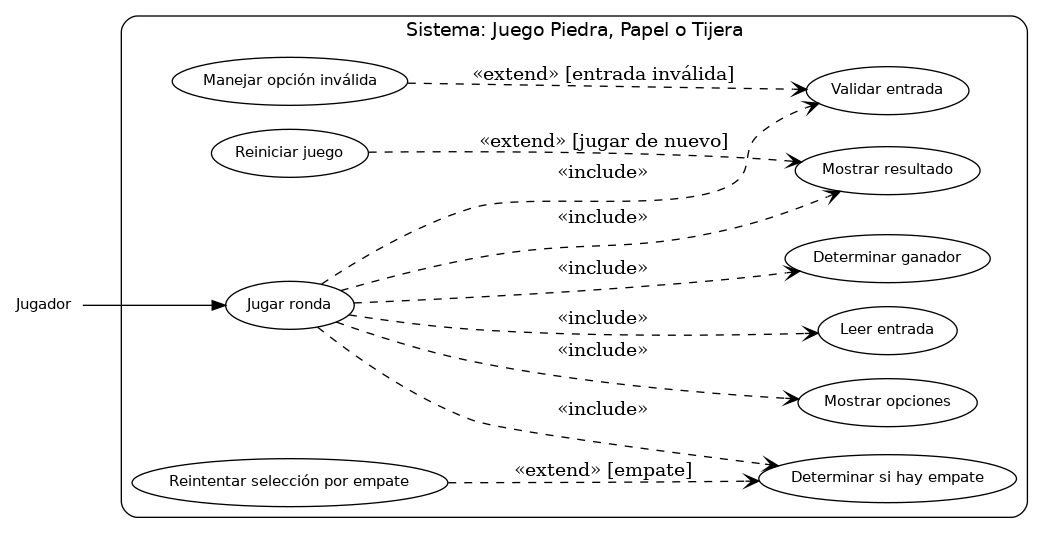 Sistema: Juego Piedra, Papel o Tijera
Manejar opción inválida
«extend» [entrada inválida]
Validar entrada
Reiniciar juego
«extend» [jugar de nuevo]
Mostrar resultado
«include»
«include»
Determinar ganador
«include»
Jugador
Jugar ronda
«include»
Leer entrada
«include»
Mostrar opciones
«include»
Reintentar selección por empate
«extend» [empate]
Determinar si hay empate